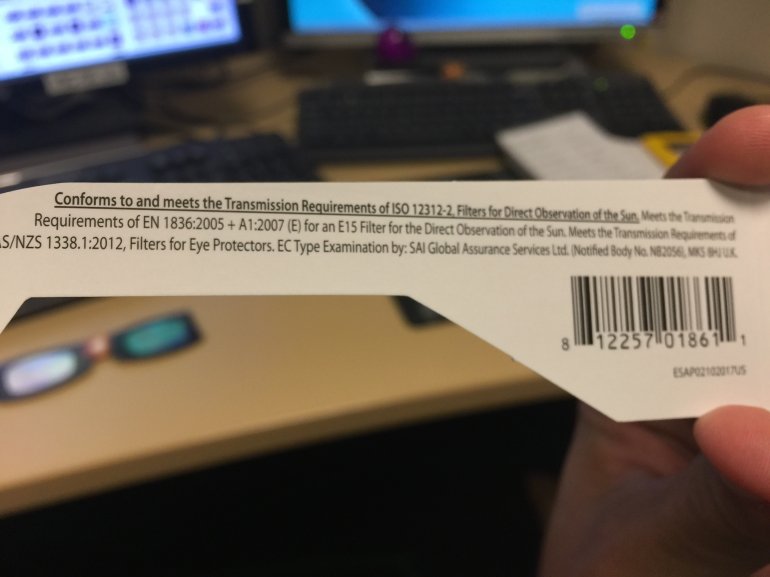 Conforms to and meets the Transmission Requirements of ISO 12312-2, Filters for Direct Observation of the Sun. Meets the Transmission
Requirements of EN 1836:2005 + A1:2007 (E) for an E15 Filter for the Direct Observation of the Sun. Meets the Transmission Requirements of
S/NZS 1338.1:2012, Filters for Eye Protectors. EC Type Examination by: SAI Global Assurance Services Ltd. (Notified Body No. NB2056), MK5 8HJ U.K.
8 12257 01861 1
ESAP02102017US